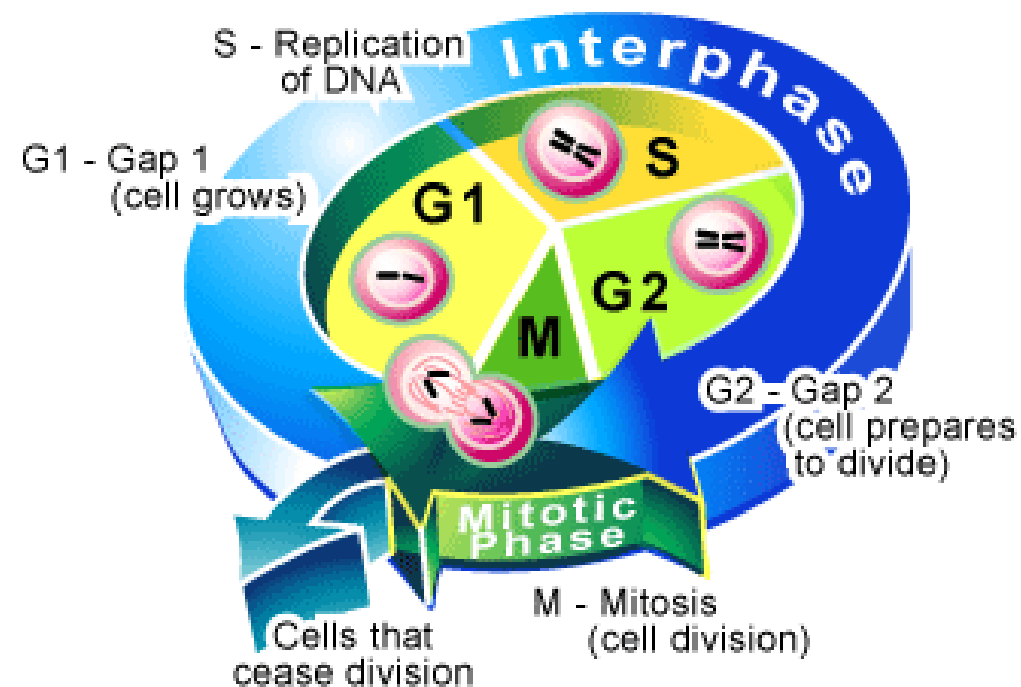 S - Replication
of DNA
Interphase
G1 - Gap 1
(cell grows)
G1
S
G2
M
G2 - Gap 2
(cell prepares
to divide)
Mitotic
Phase
M - Mitosis
(cell division)
Cells that
cease division